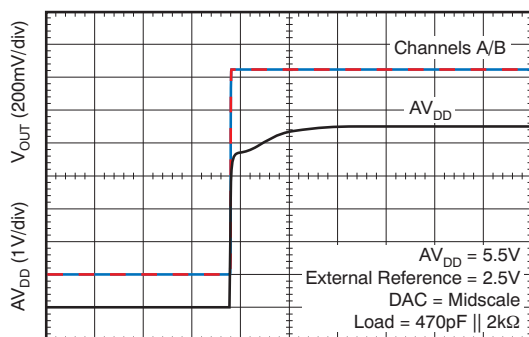 V_OUT (200mV/div)
AV_DD (1V/div)
Channels A/B
AV_DD
AV_DD = 5.5V
External Reference = 2.5V
DAC = Midscale
Load = 470pF || 2kΩ